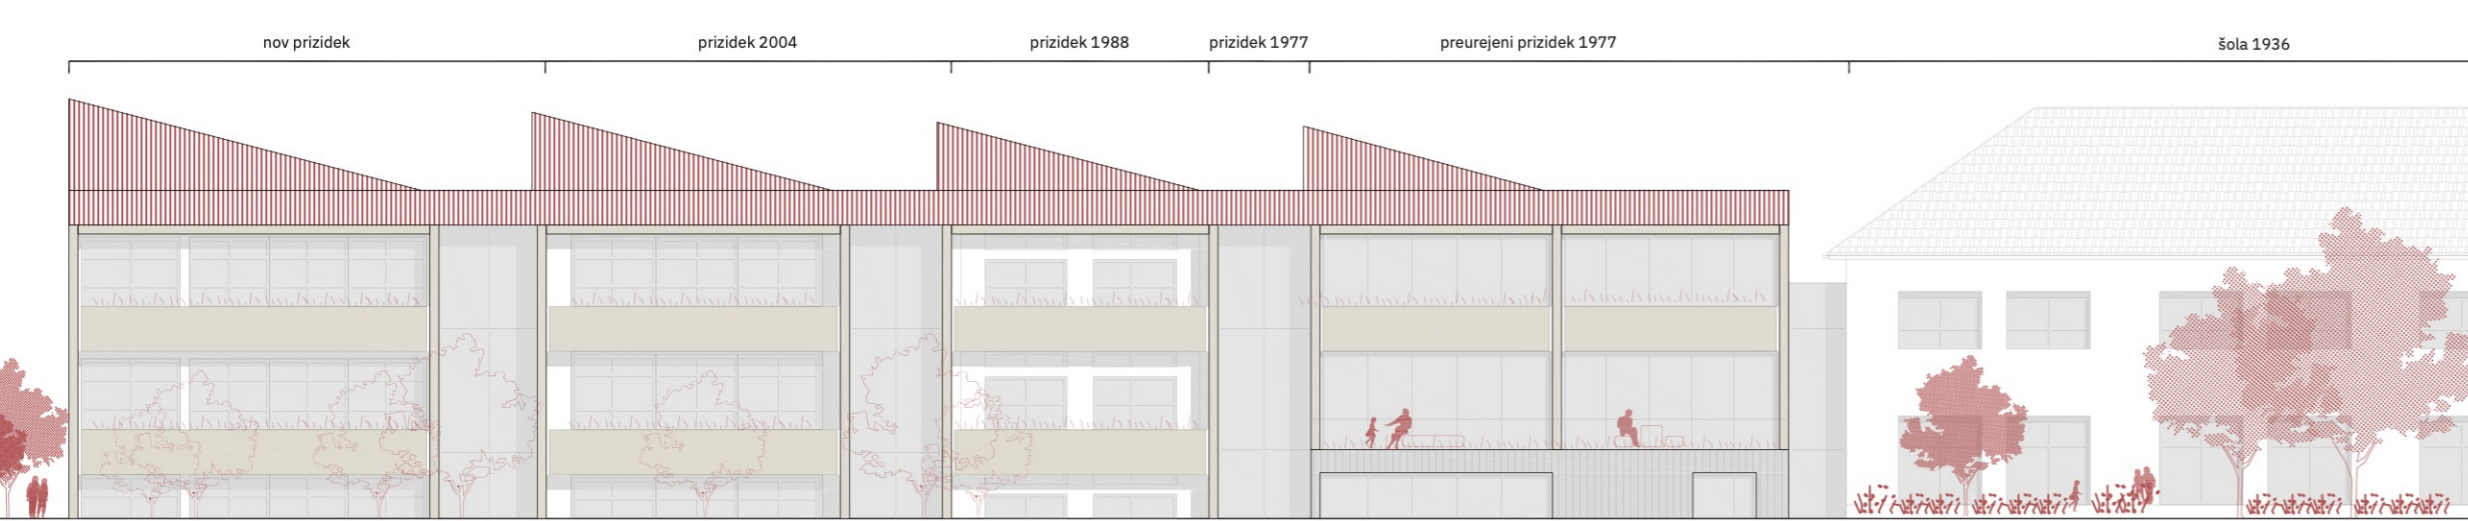 nov prizidek
prizidek 2004
prizidek 1988
prizidek 1977
preurejeni prizidek 1977
šola 1936